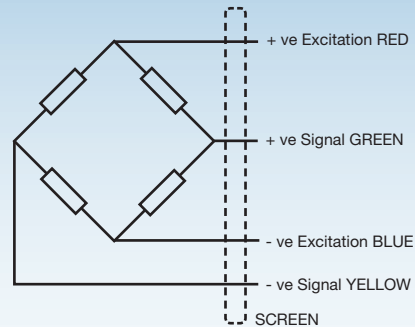 + ve Excitation RED
+ ve Signal GREEN
- ve Excitation BLUE
- ve Signal YELLOW
SCREEN